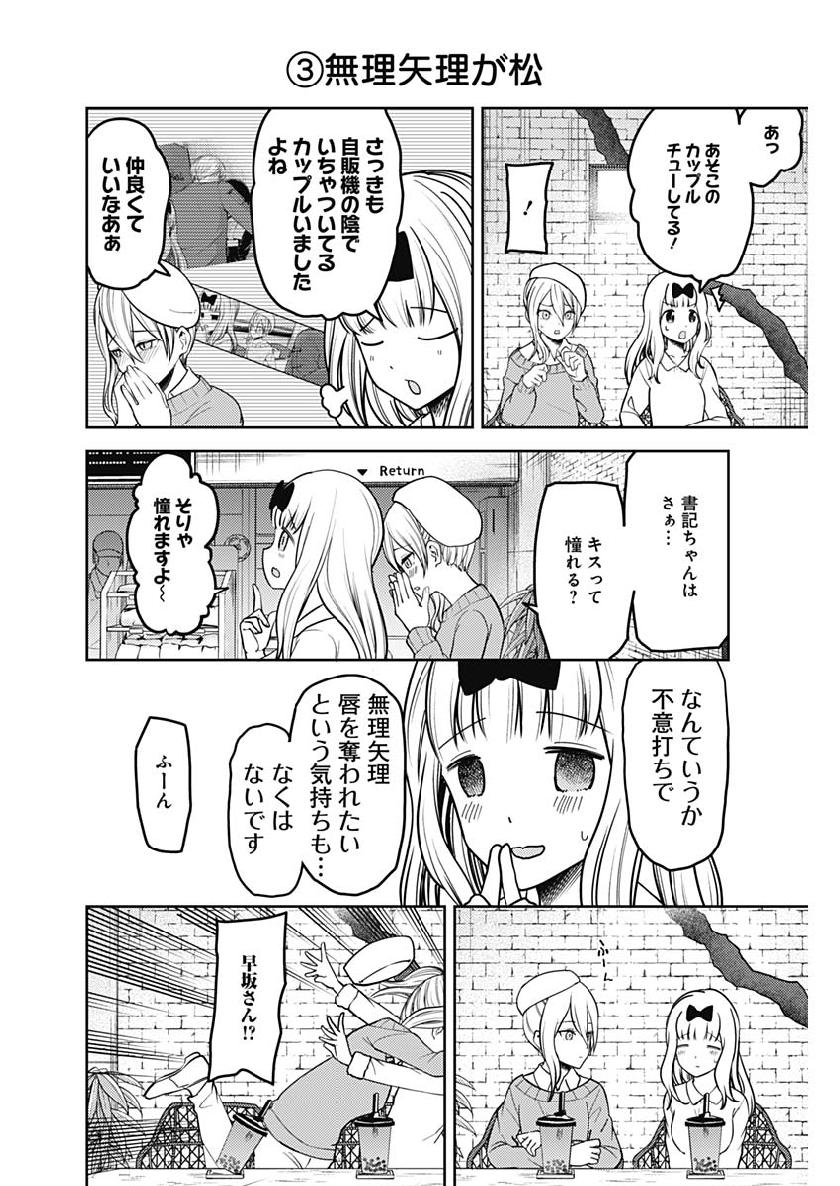 ③無理矢理が松
あっ
あそこの
カップル
チューしてる！
！
さっきも
自販機の陰で
いちゃついてる
カップルいました
よね
仲良くて
いいなあぁ
書記ちゃんは
さぁ…
キスって
憧れる？
▼ Return
そりゃ
憧れますよ〜
なんていうか
不意打ちで
無理矢理
唇を奪われたい
という気持ちも…
なくは
ないです
ふーん
ふーん
早坂さん!?